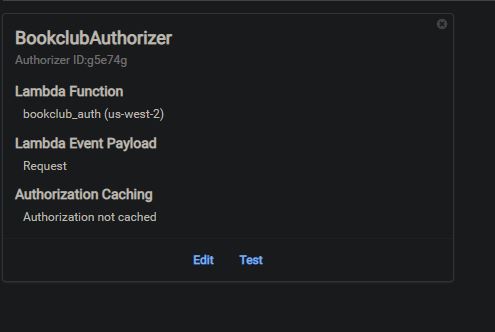 BookclubAuthorizer
Authorizer ID:g5e74g
Lambda Function
bookclub_auth (us-west-2)
Lambda Event Payload
Request
Authorization Caching
Authorization not cached
Edit Test